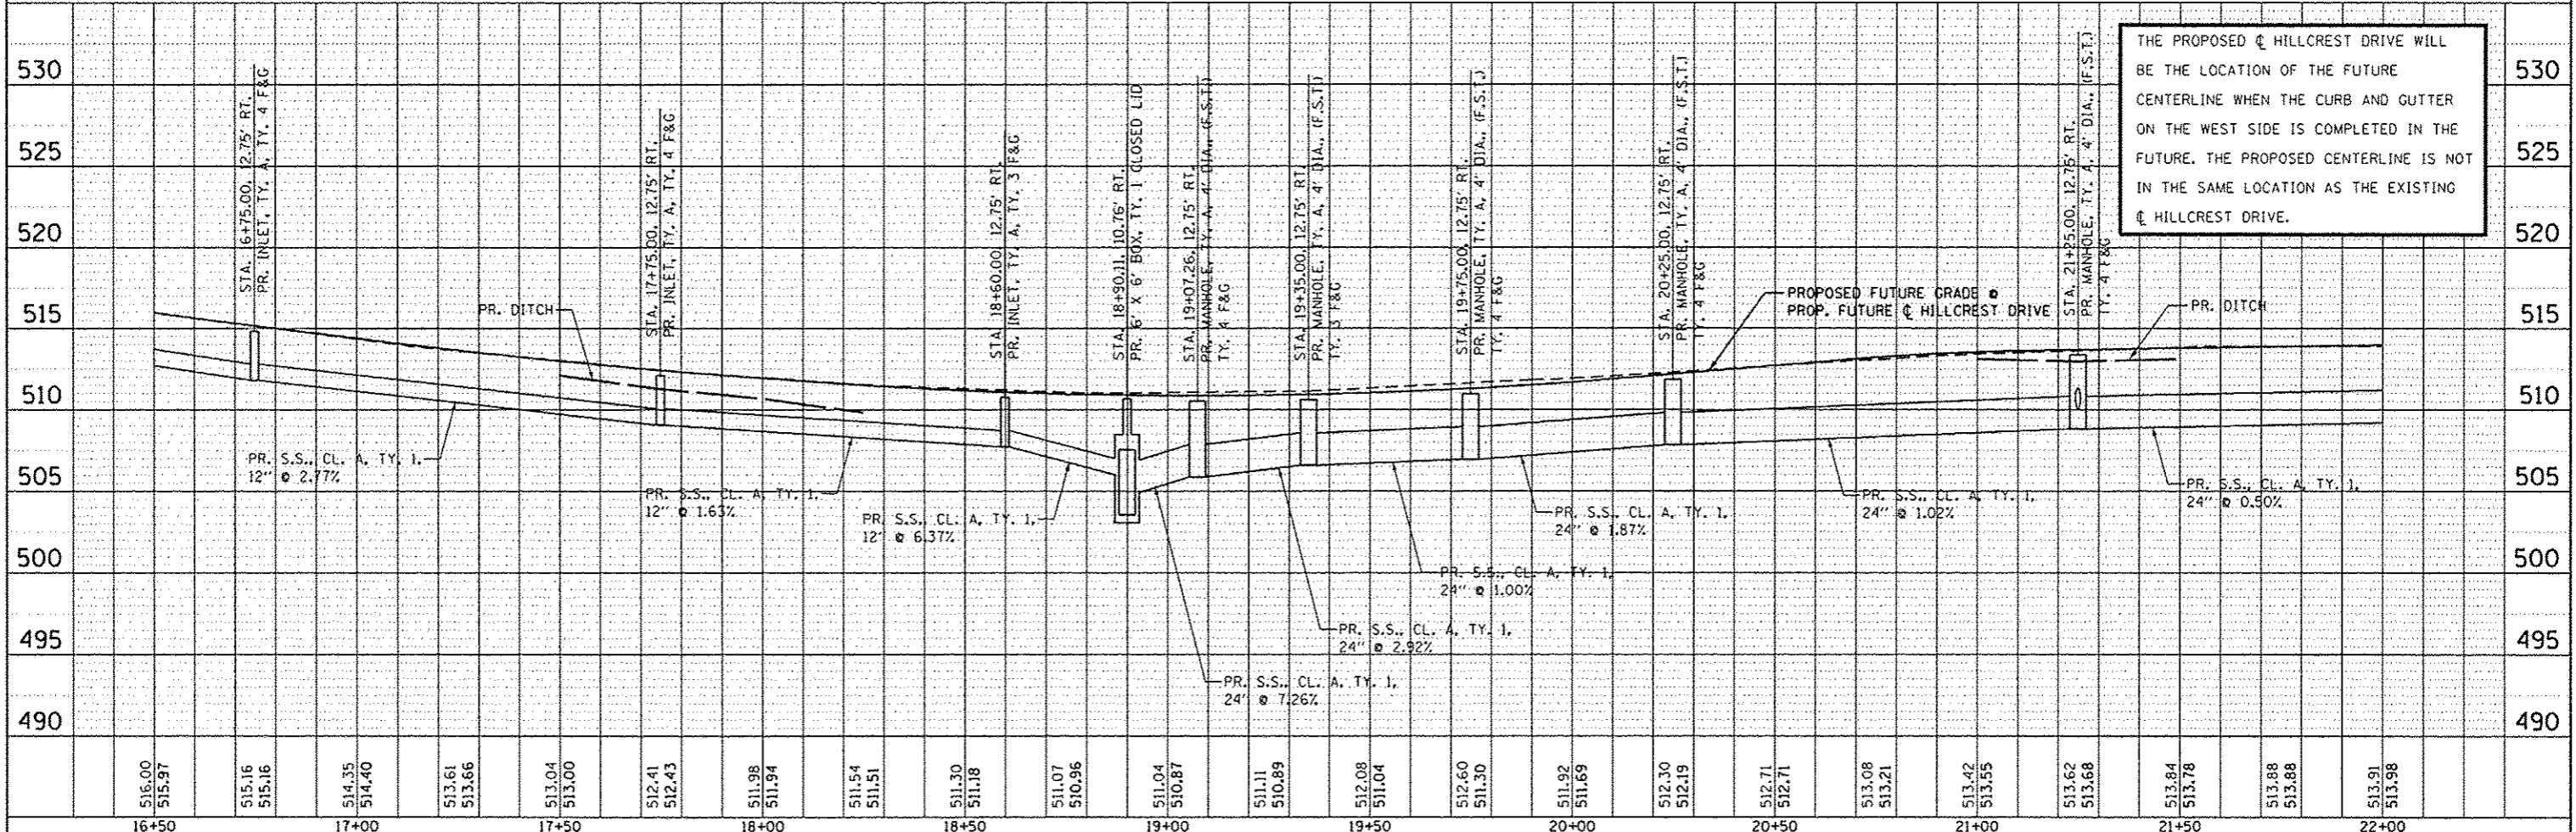 THE PROPOSED ℄ HILLCREST DRIVE WILL
BE THE LOCATION OF THE FUTURE
CENTERLINE WHEN THE CURB AND GUTTER
ON THE WEST SIDE IS COMPLETED IN THE
FUTURE. THE PROPOSED CENTERLINE IS NOT
IN THE SAME LOCATION AS THE EXISTING
℄ HILLCREST DRIVE.
530
525
520
515
510
505
500
495
490
530
525
520
515
510
505
500
495
490
STA. 16+75.00, 12.75' RT.
PR. INLET, TY. A, TY. 4 F&G
STA. 17+75.00, 12.75' RT.
PR. INLET, TY. A, TY. 4 F&G
STA. 18+60.00, 12.75' RT.
PR. INLET, TY. A, TY. 3 F&G
STA. 18+90.11, 10.76' RT.
PR. 6' X 6' BOX, TY. 1 CLOSED LID
STA. 19+07.26, 12.75' RT.
PR. MANHOLE, TY. A, 4' DIA., (F.S.T.)
TY. 4 F&G
STA. 19+35.00, 12.75' RT.
PR. MANHOLE, TY. A, 4' DIA., (F.S.T.)
TY. 3 F&G
STA. 19+75.00, 12.75' RT.
PR. MANHOLE, TY. A, 4' DIA., (F.S.T.)
TY. 4 F&G
STA. 20+25.00, 12.75' RT.
PR. MANHOLE, TY. A, 4' DIA., (F.S.T.)
TY. 4 F&G
STA. 21+25.00, 12.75' RT.
PR. MANHOLE, TY. A, 4' DIA., (F.S.T.)
TY. 4 F&G
PR. DITCH
PROPOSED FUTURE GRADE @
PROP. FUTURE ℄ HILLCREST DRIVE
PR. DITCH
PR. S.S., CL. A, TY. 1,
12" @ 2.77%
PR. S.S., CL. A, TY. 1,
12" @ 1.63%
PR. S.S., CL. A, TY. 1,
12" @ 6.37%
PR. S.S., CL. A, TY. 1,
24" @ 7.26%
PR. S.S., CL. A, TY. 1,
24" @ 2.92%
PR. S.S., CL. A, TY. 1,
24" @ 1.00%
PR. S.S., CL. A, TY. 1,
24" @ 1.87%
PR. S.S., CL. A, TY. 1,
24" @ 1.02%
PR. S.S., CL. A, TY. 1,
24" @ 0.50%
516.00
515.97
515.16
515.16
514.35
514.40
513.61
513.66
513.04
513.00
512.41
512.43
511.98
511.94
511.54
511.51
511.30
511.18
511.07
510.96
511.04
510.87
511.11
510.89
512.08
511.04
512.60
511.30
511.92
511.69
512.30
512.19
512.71
512.71
513.08
513.21
513.42
513.55
513.62
513.68
513.84
513.78
513.88
513.88
513.91
513.98
16+50
17+00
17+50
18+00
18+50
19+00
19+50
20+00
20+50
21+00
21+50
22+00